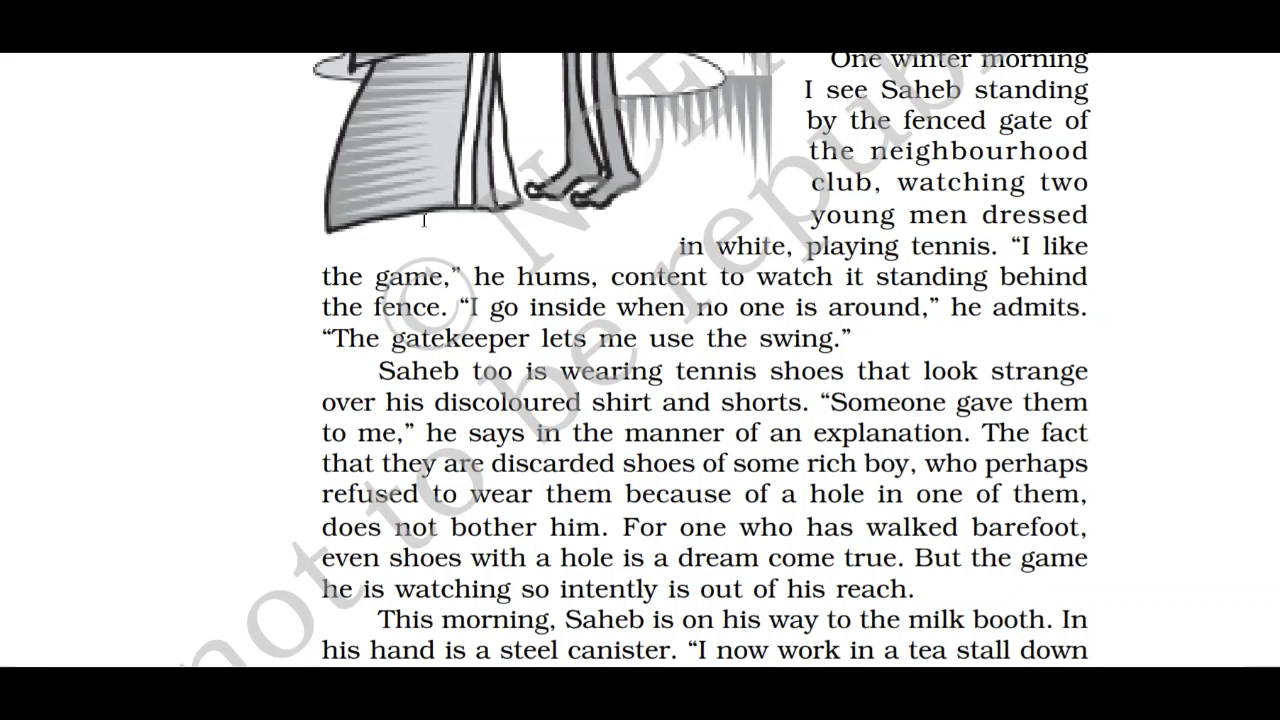 One winter morning
I see Saheb standing
by the fenced gate of
the neighbourhood
club, watching two
young men dressed
in white, playing tennis. “I like
the game,” he hums, content to watch it standing behind
the fence. “I go inside when no one is around,” he admits.
“The gatekeeper lets me use the swing.”
Saheb too is wearing tennis shoes that look strange
over his discoloured shirt and shorts. “Someone gave them
to me,” he says in the manner of an explanation. The fact
that they are discarded shoes of some rich boy, who perhaps
refused to wear them because of a hole in one of them,
does not bother him. For one who has walked barefoot,
even shoes with a hole is a dream come true. But the game
he is watching so intently is out of his reach.
This morning, Saheb is on his way to the milk booth. In
his hand is a steel canister. “I now work in a tea stall down
not to be